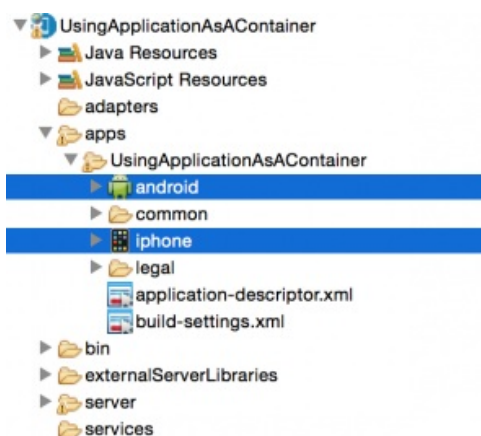 UsingApplicationAsAContainer
Java Resources
JavaScript Resources
adapters
apps
UsingApplicationAsAContainer
android
common
iphone
legal
application-descriptor.xml
build-settings.xml
bin
externalServerLibraries
server
services